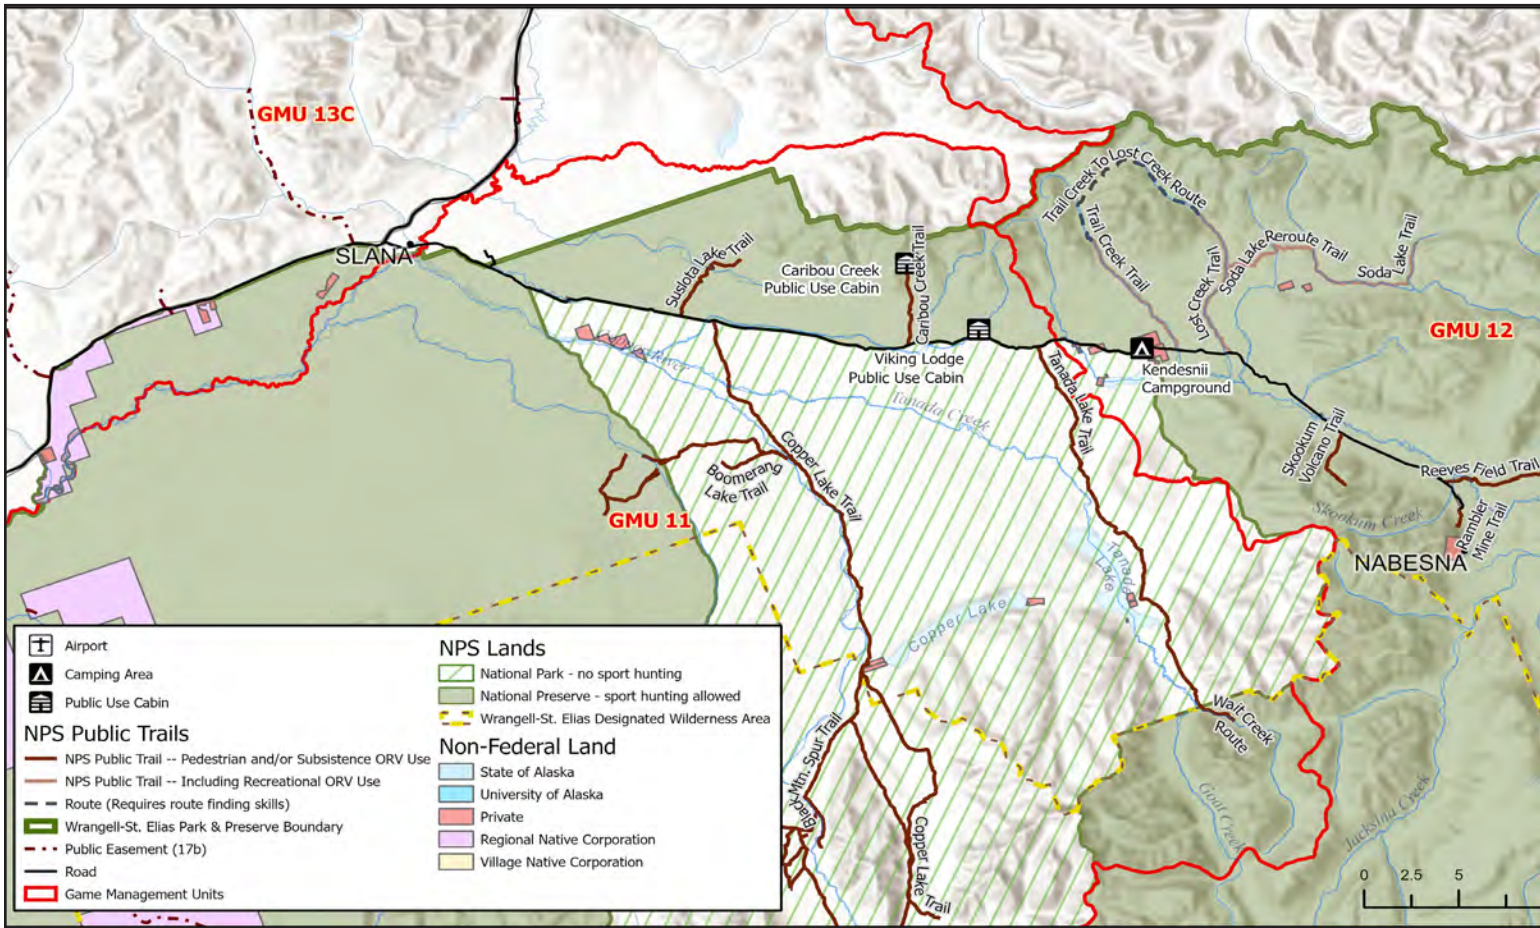 GMU 13C
SLANA
Suslota Lake Trail
Caribou Creek
Public Use Cabin
Caribou Creek Trail
Trail Creek To Lost Creek Route
Trail Creek Trail
Lost Creek Trail
Soda Lake
Reroute Trail
Soda
Lake Trail
GMU 12
Viking Lodge
Public Use Cabin
Kendesnii
Campground
Copper River
Tanada Creek
Tanada Lake Trail
Copper Lake Trail
Boomerang
Lake Trail
GMU 11
Skookum
Volcano Trail
Reeves Field Trail
Skookum Creek
Rambler
Mine Trail
NABESNA
Tanada
Lake
Copper Lake
Wait Creek
Route
Goat Creek
Jacksina Creek
Black Mtn. Spur Trail
Copper Lake Trail
Airport
Camping Area
Public Use Cabin
NPS Public Trails
NPS Public Trail -- Pedestrian and/or Subsistence ORV Use
NPS Public Trail -- Including Recreational ORV Use
Route (Requires route finding skills)
Wrangell-St. Elias Park & Preserve Boundary
Public Easement (17b)
Road
Game Management Units
NPS Lands
National Park - no sport hunting
National Preserve - sport hunting allowed
Wrangell-St. Elias Designated Wilderness Area
Non-Federal Land
State of Alaska
University of Alaska
Private
Regional Native Corporation
Village Native Corporation
0 2.5 5